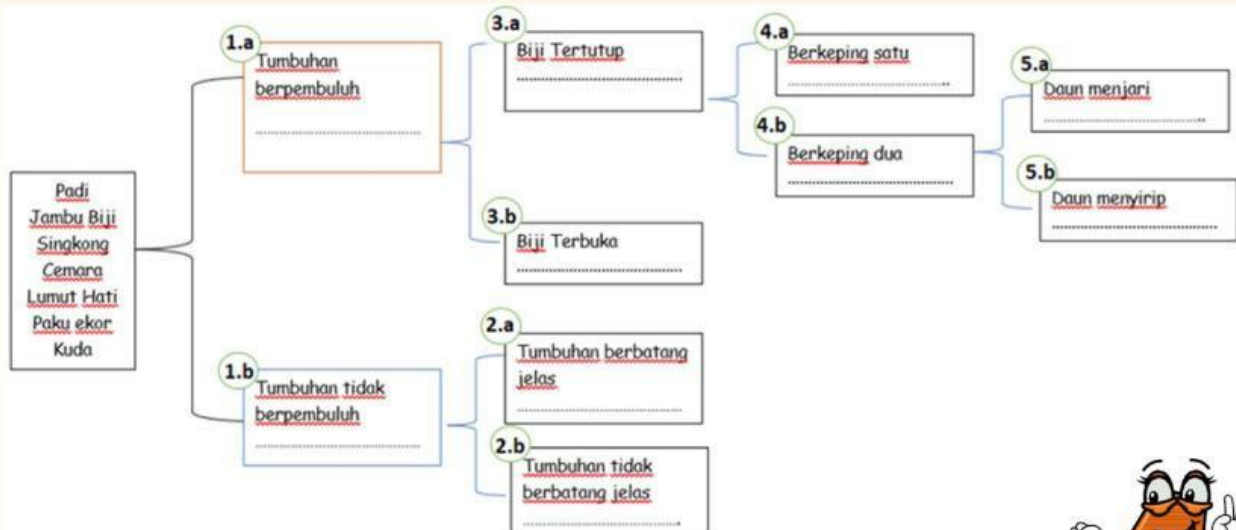 Padi
Jambu Biji
Singkong
Cemara
Lumut Hati
Paku ekor
Kuda
1.a
Tumbuhan
berpembuluh
..........................................
1.b
Tumbuhan tidak
berpembuluh
..........................................
3.a
Biji Tertutup
..........................................
3.b
Biji Terbuka
..........................................
2.a
Tumbuhan berbatang
jelas
..........................................
2.b
Tumbuhan tidak
berbatang jelas
..........................................
4.a
Berkeping satu
..........................................
4.b
Berkeping dua
..........................................
5.a
Daun menjari
..........................................
5.b
Daun menyirip
..........................................